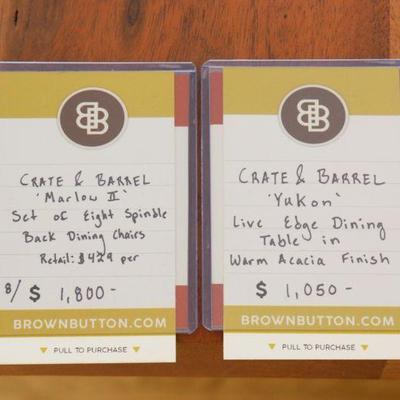 BB
CRATE & BARREL
'Marlow II'
Set of Eight Spindle
Back Dining Chairs
Retail: $429 per
8/ $ 1,800-
BROWNBUTTON.COM
PULL TO PURCHASE
BB
CRATE & BARREL
'Yukon'
Live Edge Dining
Table in
Warm Acacia Finish
$ 1,050-
BROWNBUTTON.COM
PULL TO PURCHASE